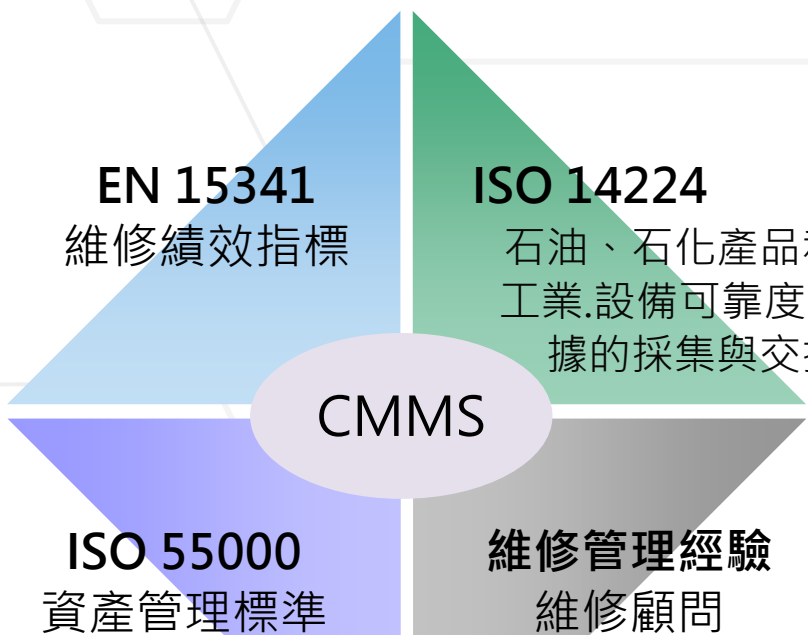 EN 15341
維修績效指標
ISO 14224
石油、石化產品
工業.設備可靠度
據的採集與交
CMMS
ISO 55000
資產管理標準
維修管理經驗
維修顧問